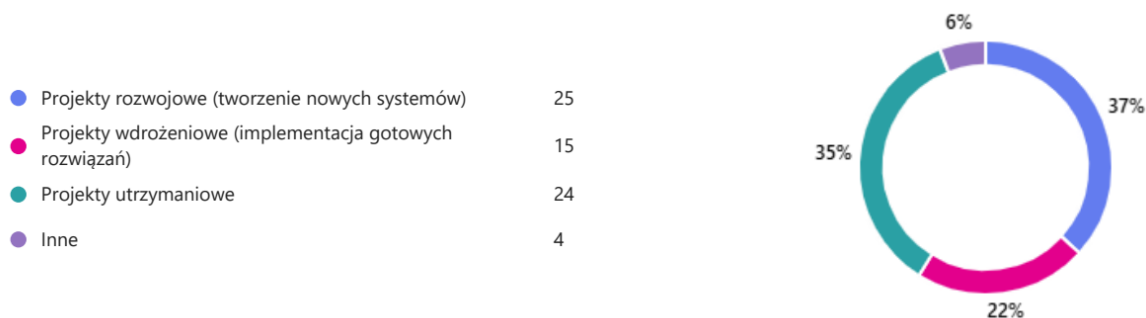 Projekty rozwojowe (tworzenie nowych systemów) 25
Projekty wdrożeniowe (implementacja gotowych
rozwiązań) 15
Projekty utrzymaniowe 24
Inne 4
6%
37%
35%
22%